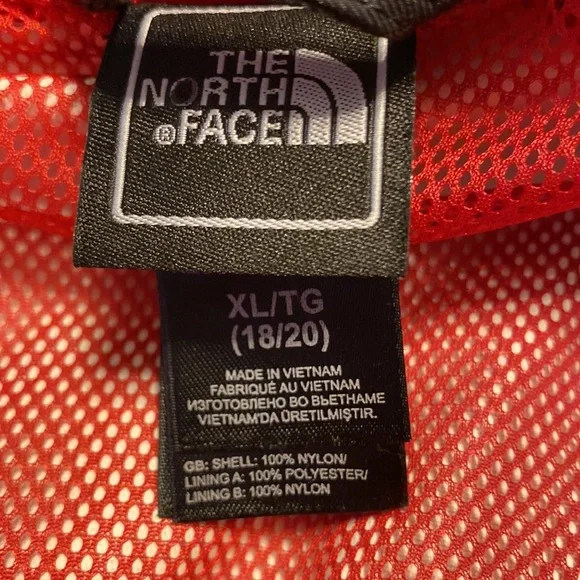 THE
NORTH
®FACE
XL/TG
(18/20)
MADE IN VIETNAM
FABRIQUÉ AU VIETNAM
ИЗГОТОВЛЕНО ВО ВЬЕТНАМЕ
VIETNAM'DA ÜRETILMIŞTIR.
GB: SHELL: 100% NYLON/
LINING A: 100% POLYESTER/
LINING B: 100% NYLON